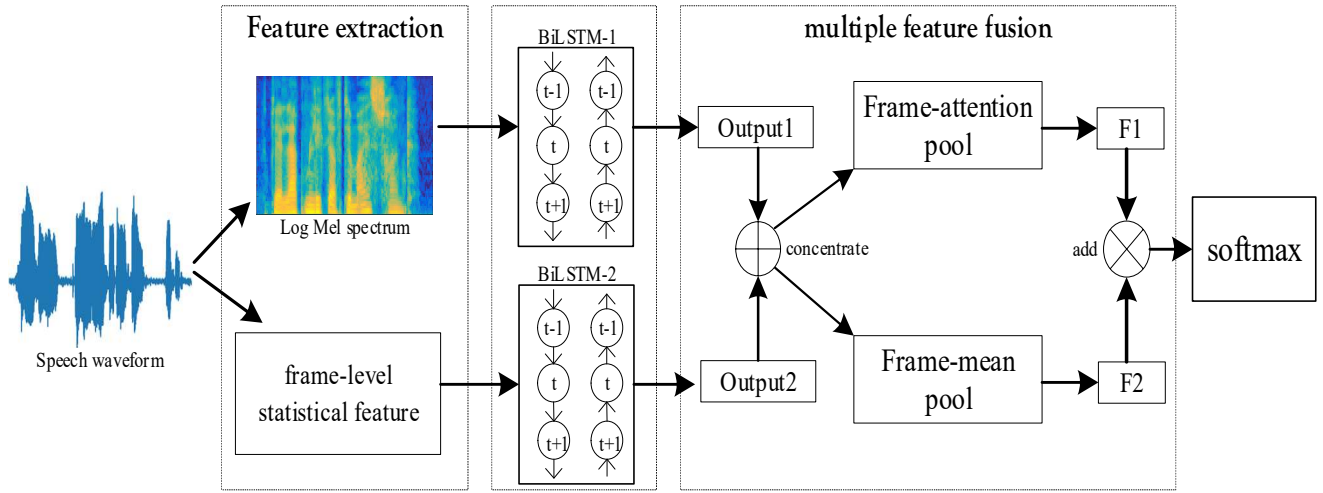 Feature extraction
multiple feature fusion
BiLSTM-1
t-1
t-1
t
t
t+1
t+1
Log Mel spectrum
Output1
Frame-attention
pool
F1
concentrate
add
softmax
Speech waveform
frame-level
statistical feature
BiLSTM-2
t-1
t-1
t
t
t+1
t+1
Output2
Frame-mean
pool
F2